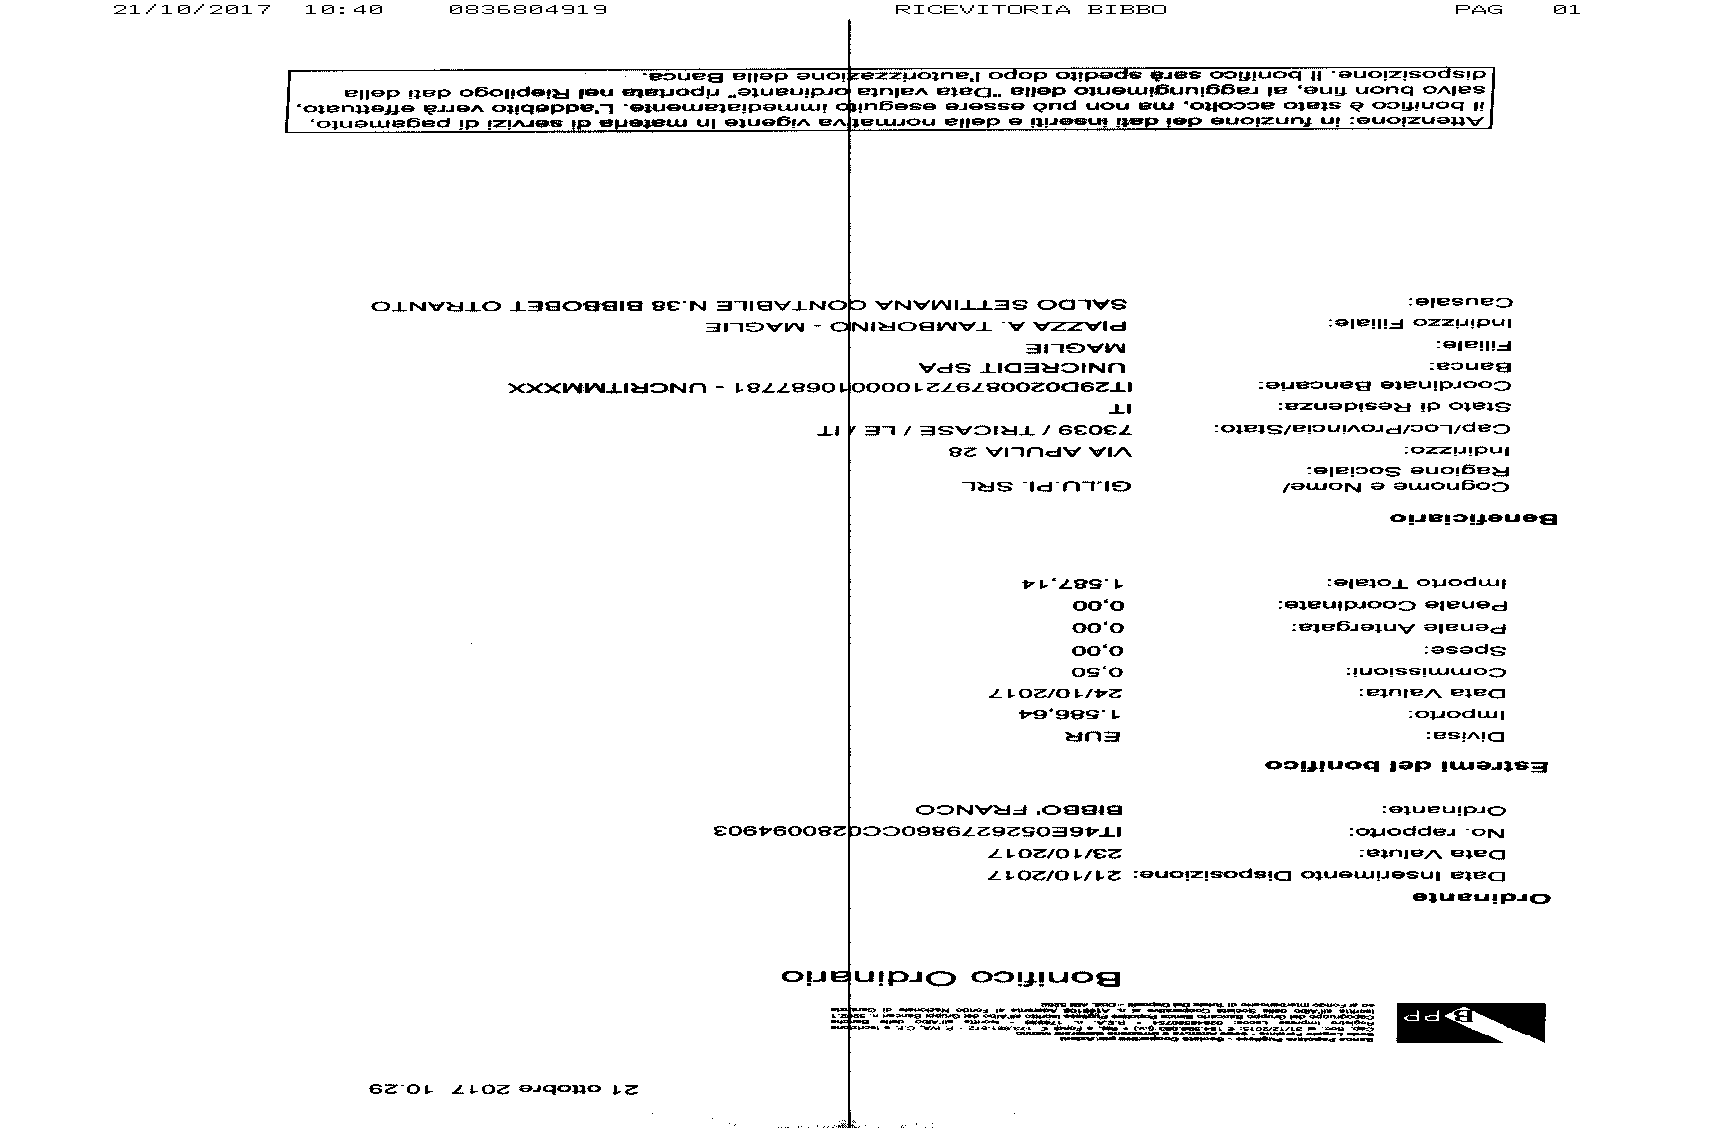 21/10/2017 10:40 0836804919 RICEVITORIA BIBBO PAG 01
21 ottobre 2017 10.29
BPP
Bonifico Ordinario
Ordinante
Data Inserimento Disposizione: 21/10/2017
Data Valuta: 23/10/2017
No. rapporto: IT46E0526279860CC0280094903
Ordinante: BIBBO' FRANCO
Estremi del bonifico
Divisa: EUR
Importo: 1.586,64
Data Valuta: 24/10/2017
Commissioni: 0,50
Spese: 0,00
Penale Antergata: 0,00
Penale Coordinate: 0,00
Importo Totale: 1.587,14
Beneficiario
Cognome e Nome/ GI.LU.PI. SRL
Ragione Sociale:
Indirizzo: VIA APULIA 28
Cap/Loc/Provincia/Stato: 73039 / TRICASE / LE / IT
Stato di Residenza: IT
Coordinate Bancarie: IT29D0200879721000010687781 - UNCRITMMXXX
Banca: UNICREDIT SPA
Filiale: MAGLIE
Indirizzo Filiale: PIAZZA A. TAMBORINO - MAGLIE
Causale: SALDO SETTIMANA CONTABILE N.38 BIBBOBET OTRANTO
Attenzione: in funzione dei dati inseriti e della normativa vigente in materia di servizi di pagamento,
il bonifico è stato accolto, ma non può essere eseguito immediatamente. L'addebito verrà effettuato,
salvo buon fine, al raggiungimento della "Data valuta ordinante" riportata nel Riepilogo dati della
disposizione. Il bonifico sarà spedito dopo l'autorizzazione della Banca.